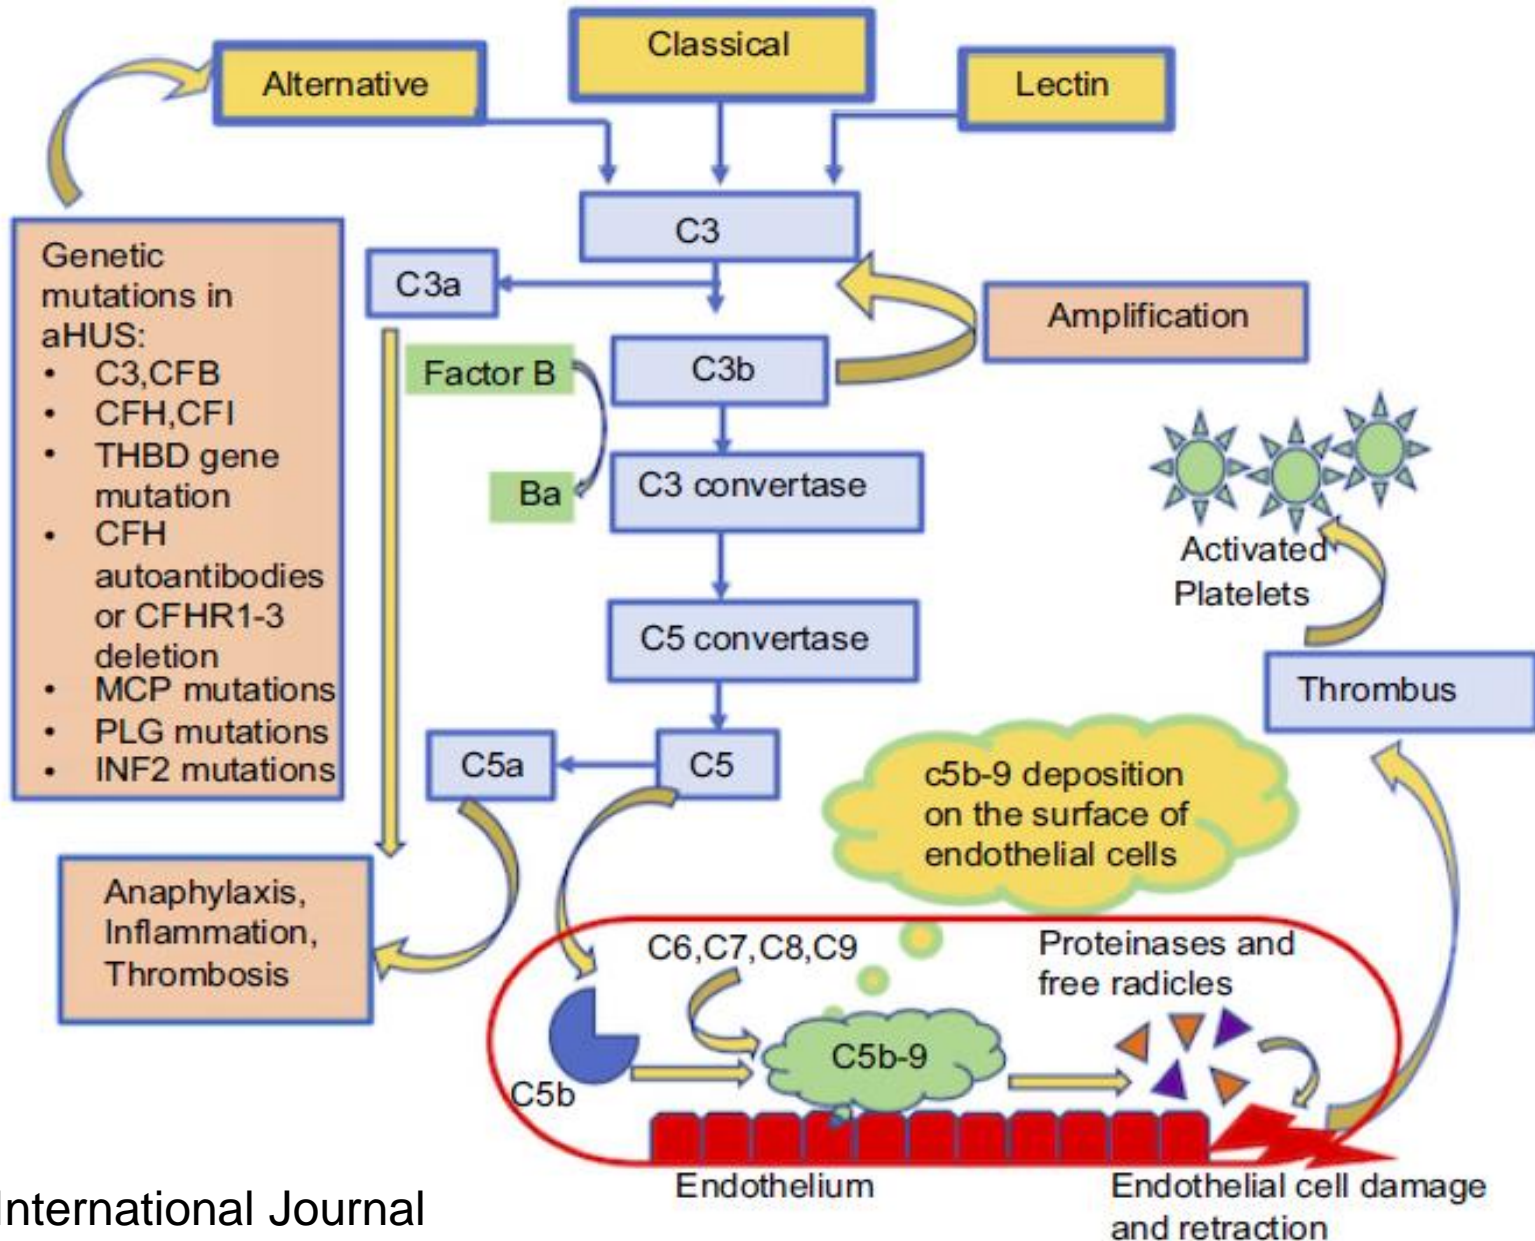 Classical
Alternative
Lectin
C3
Genetic
mutations in
aHUS:
• C3,CFB
• CFH,CFI
• THBD gene
mutation
• CFH
autoantibodies
or CFHR1-3
deletion
• MCP mutations
• PLG mutations
• INF2 mutations
C3a
Amplification
Factor B
C3b
Ba
C3 convertase
Activated
Platelets
C5 convertase
Thrombus
C5a
C5
c5b-9 deposition
on the surface of
endothelial cells
Anaphylaxis,
Inflammation,
Thrombosis
C6,C7,C8,C9
Proteinases and
free radicles
C5b-9
C5b
Endothelium
Endothelial cell damage
and retraction
International Journal